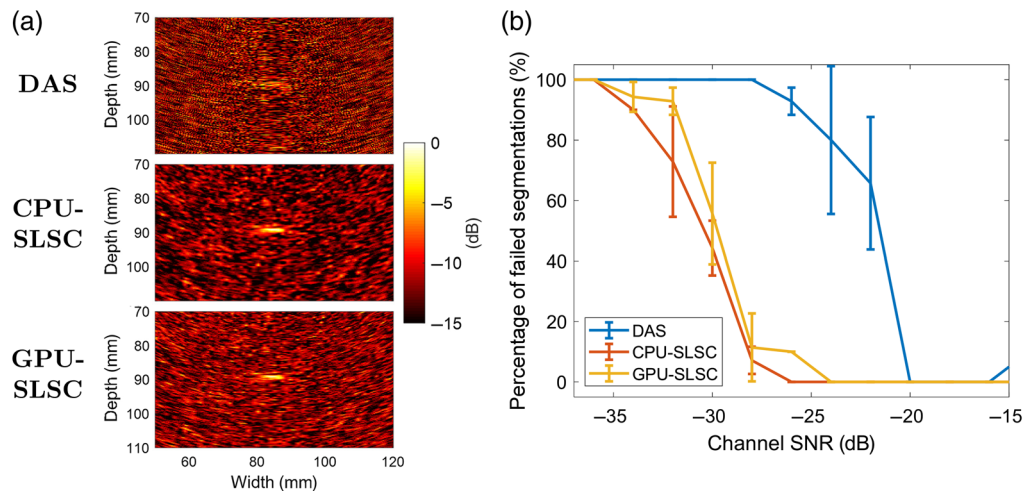 (a)
DAS
Depth (mm)
70
80
90
100
CPU-
SLSC
Depth (mm)
70
80
90
100
GPU-
SLSC
Depth (mm)
70
80
90
100
110
60
80
100
120
Width (mm)
0
−5
−10
−15
(dB)
(b)
Percentage of failed segmentations (%)
100
80
60
40
20
0
DAS
CPU-SLSC
GPU-SLSC
−35
−30
−25
−20
−15
Channel SNR (dB)